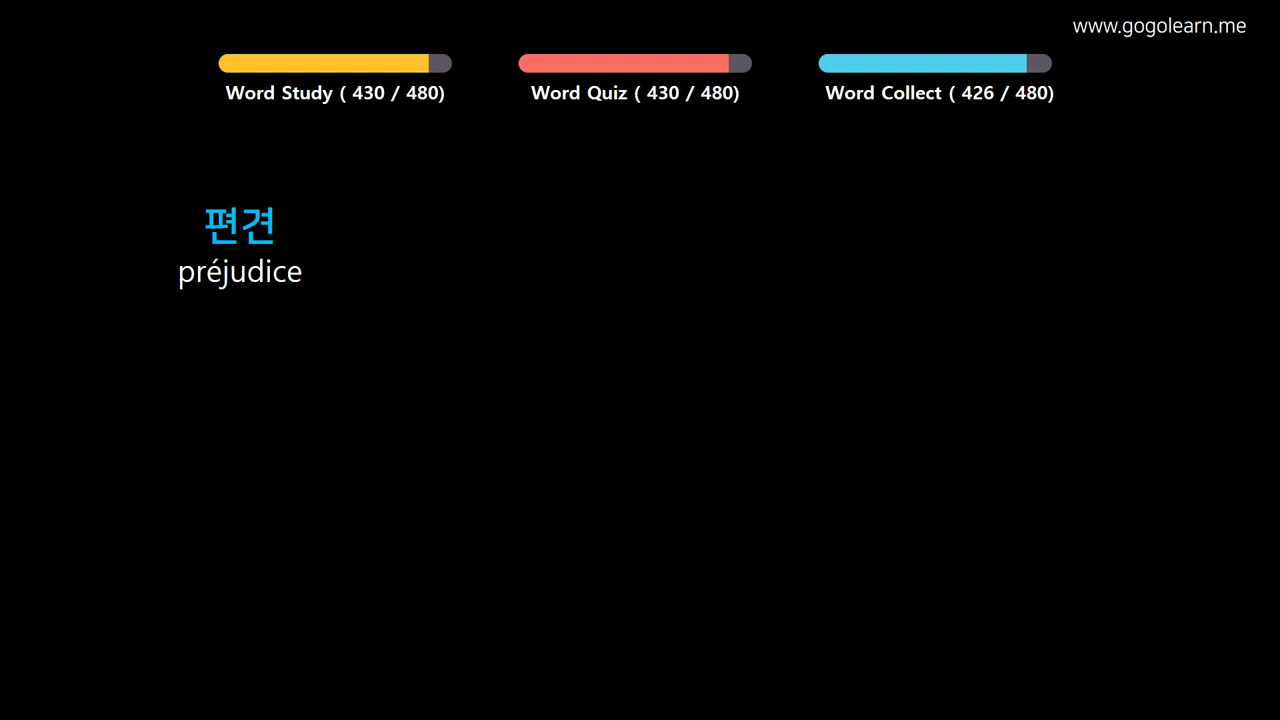 www.gogolearn.me
Word Study ( 430 / 480)
Word Quiz ( 430 / 480)
Word Collect ( 426 / 480)
편견
préjudice